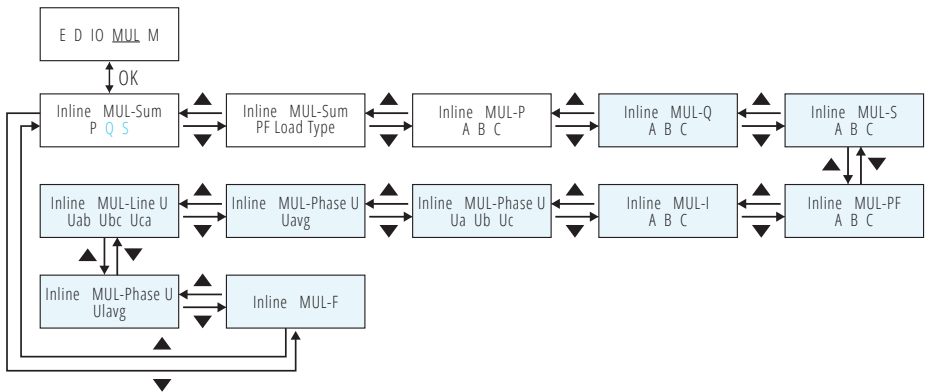 E D IO MUL M
OK
Inline MUL-Sum
P Q S
Inline MUL-Sum
PF Load Type
Inline MUL-P
A B C
Inline MUL-Q
A B C
Inline MUL-S
A B C
Inline MUL-Line U
Uab Ubc Uca
Inline MUL-Phase U
Uavg
Inline MUL-Phase U
Ua Ub Uc
Inline MUL-I
A B C
Inline MUL-PF
A B C
Inline MUL-Phase U
Ulavg
Inline MUL-F